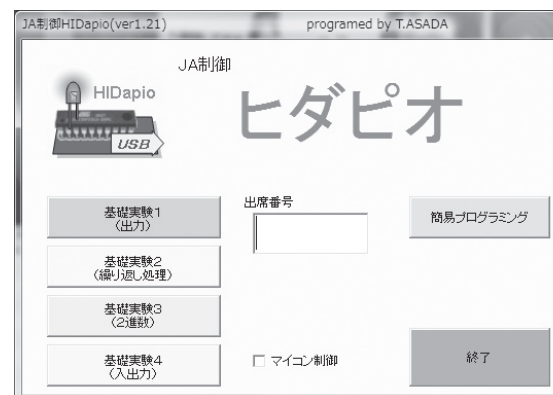 JA制御HIDapio(ver1.21) programed by T.ASADA
JA制御
HIDapio
USB
ヒダピオ
出席番号
基礎実験1
(出力)
簡易プログラミング
基礎実験2
(繰り返し処理)
基礎実験3
(2進数)
基礎実験4
(入出力)
マイコン制御
終了